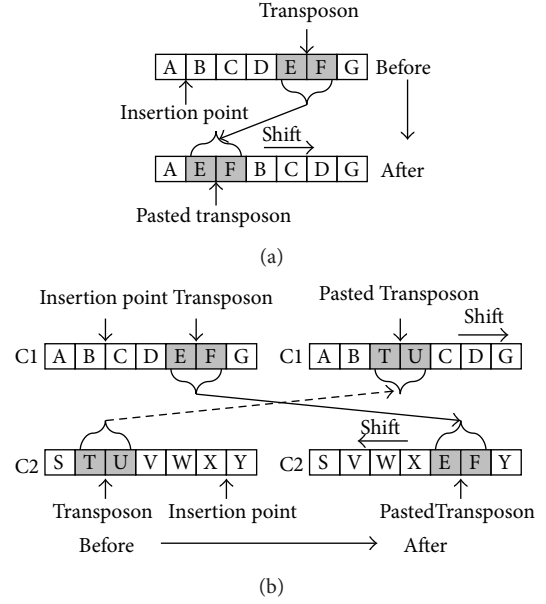 Transposon
A B C D E F G Before
Insertion point
Shift
A E F B C D G After
Pasted transposon
(a)
Insertion point Transposon
Pasted Transposon
Shift
C1 A B C D E F G
C1 A B T U C D G
Shift
C2 S T U V W X Y
C2 S V W X E F Y
Transposon Insertion point
PastedTransposon
Before After
(b)